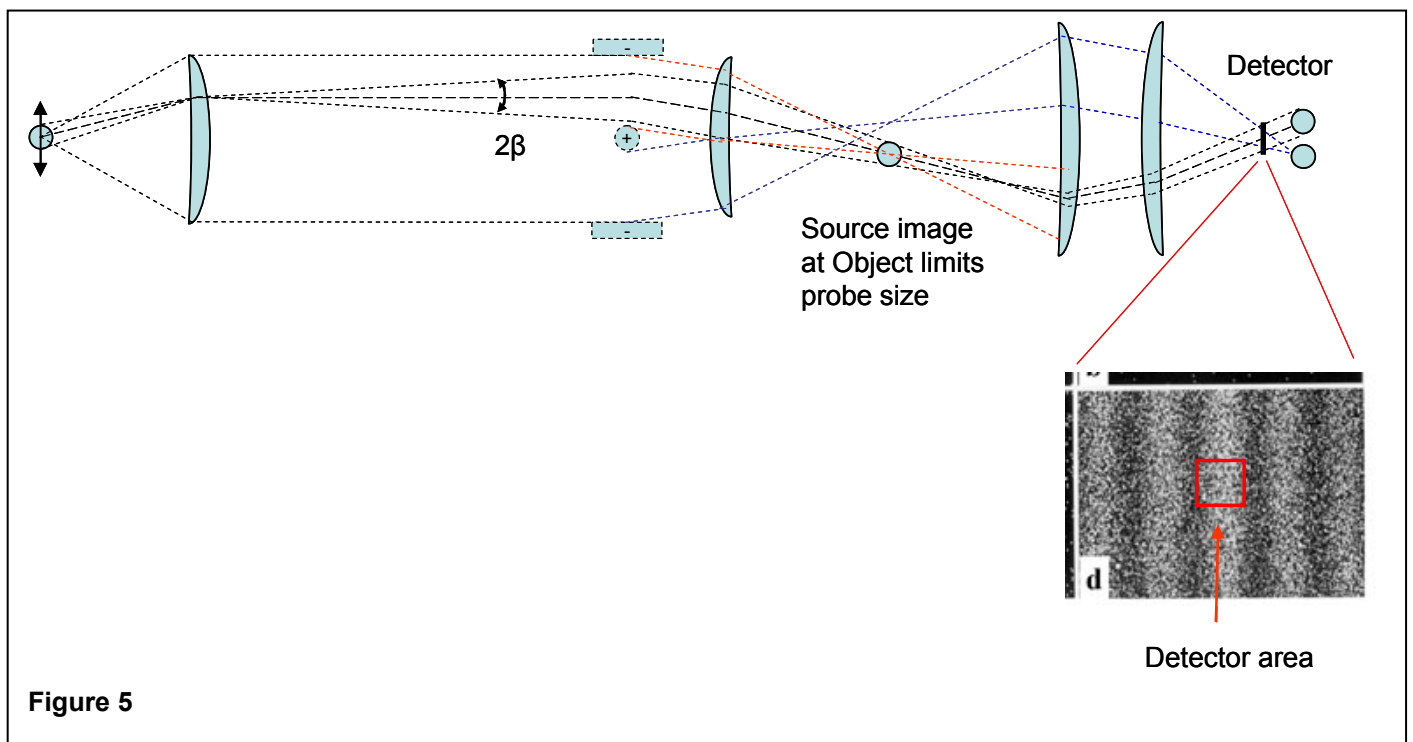 -
Detector
2β
+
-
Source image
at Object limits
probe size
d
Detector area
Figure 5